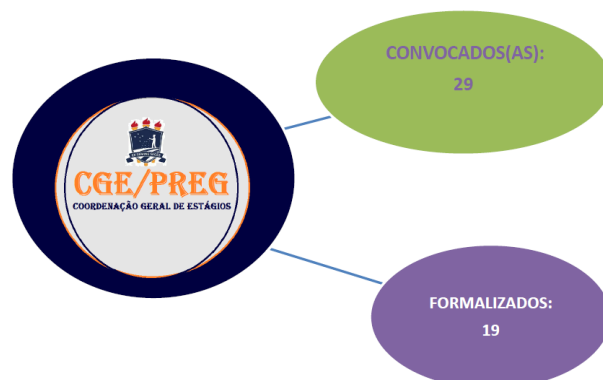 CONVOCADOS(AS):
29
CGE/PREG
COORDENAÇÃO GERAL DE ESTÁGIOS
FORMALIZADOS:
19